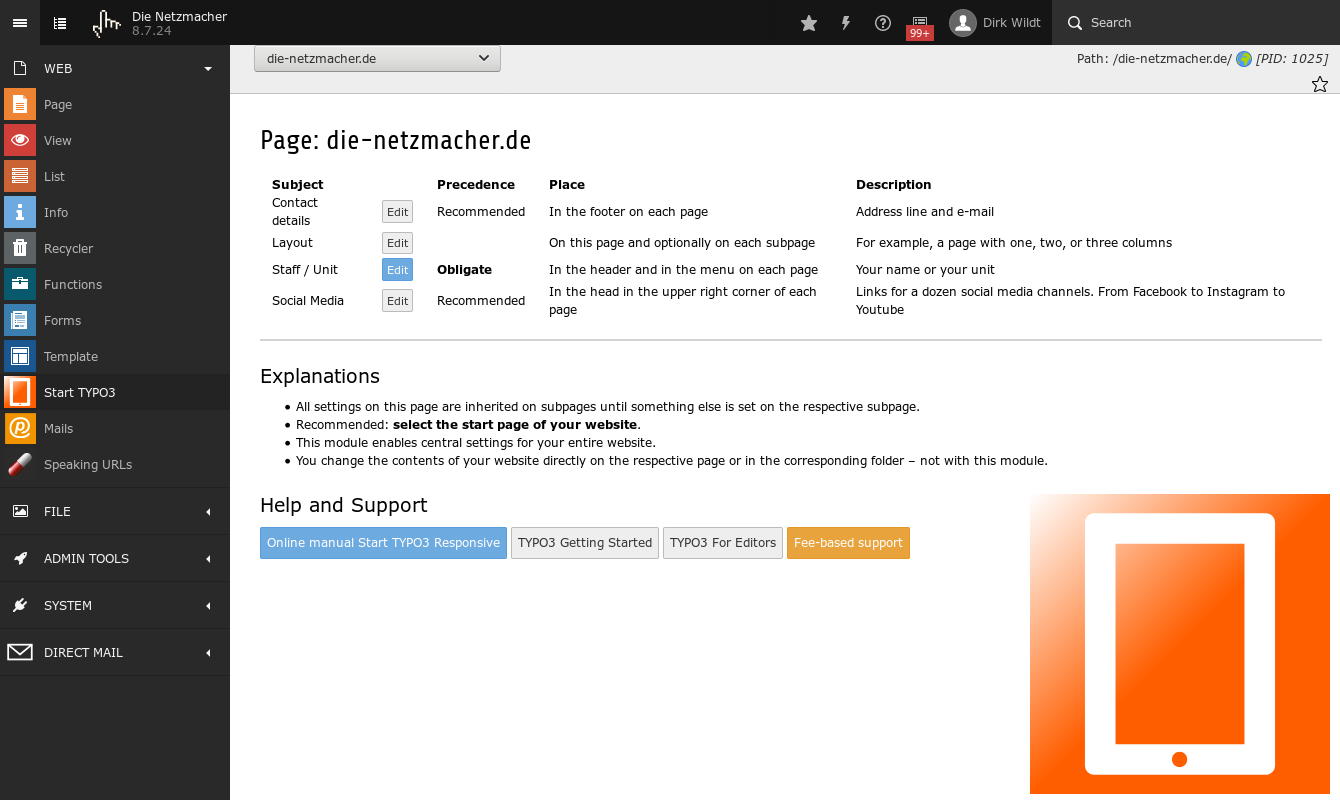 Die Netzmacher
8.7.24
99+
Dirk Wildt
Search
WEB
Page
View
List
Info
Recycler
Functions
Forms
Template
Start TYPO3
Mails
Speaking URLs
FILE
ADMIN TOOLS
SYSTEM
DIRECT MAIL
die-netzmacher.de
Path: /die-netzmacher.de/ [PID: 1025]
Page: die-netzmacher.de
Subject Precedence Place Description
Contact
details Edit Recommended In the footer on each page Address line and e-mail
Layout Edit On this page and optionally on each subpage For example, a page with one, two, or three columns
Staff / Unit Edit Obligate In the header and in the menu on each page Your name or your unit
Social Media Edit Recommended In the head in the upper right corner of each
page Links for a dozen social media channels. From Facebook to Instagram to
Youtube
Explanations
• All settings on this page are inherited on subpages until something else is set on the respective subpage.
• Recommended: select the start page of your website.
• This module enables central settings for your entire website.
• You change the contents of your website directly on the respective page or in the corresponding folder – not with this module.
Help and Support
Online manual Start TYPO3 Responsive TYPO3 Getting Started TYPO3 For Editors Fee-based support